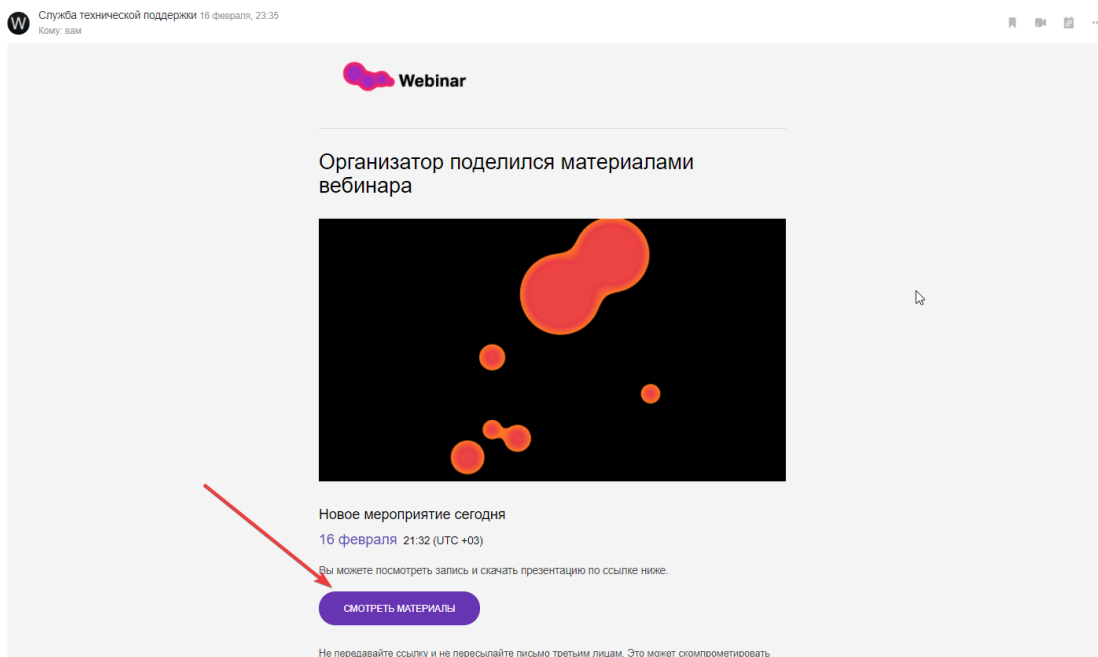 W
Служба технической поддержки 16 февраля, 23:35
Кому: вам
Webinar
Организатор поделился материалами
вебинара
Новое мероприятие сегодня
16 февраля 21:32 (UTC +03)
Вы можете посмотреть запись и скачать презентацию по ссылке ниже.
СМОТРЕТЬ МАТЕРИАЛЫ
Не передавайте ссылку и не пересылайте письмо третьим лицам. Это может скомпрометировать